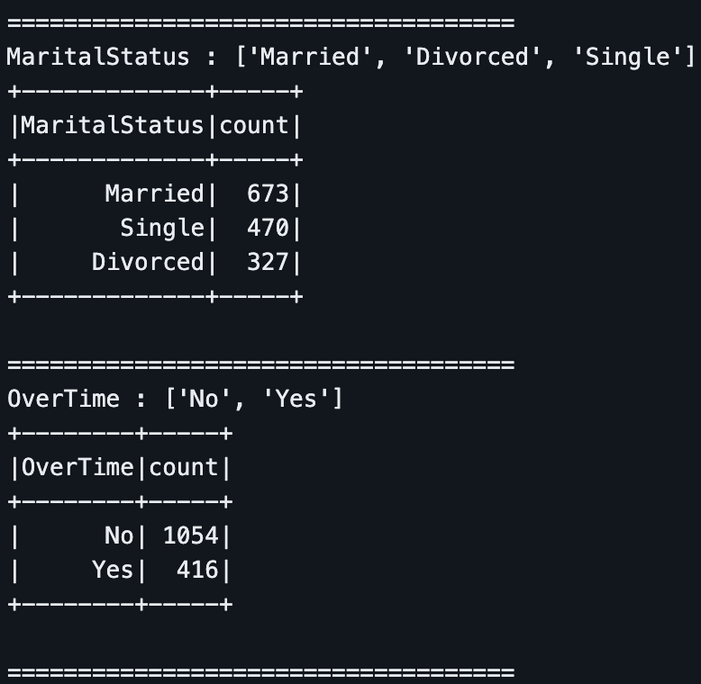 ====================================
MaritalStatus : ['Married', 'Divorced', 'Single']
+-------------+-----+
|MaritalStatus|count|
+-------------+-----+
|      Married|  673|
|       Single|  470|
|     Divorced|  327|
+-------------+-----+
====================================
OverTime : ['No', 'Yes']
+--------+-----+
|OverTime|count|
+--------+-----+
|      No| 1054|
|     Yes|  416|
+--------+-----+
====================================